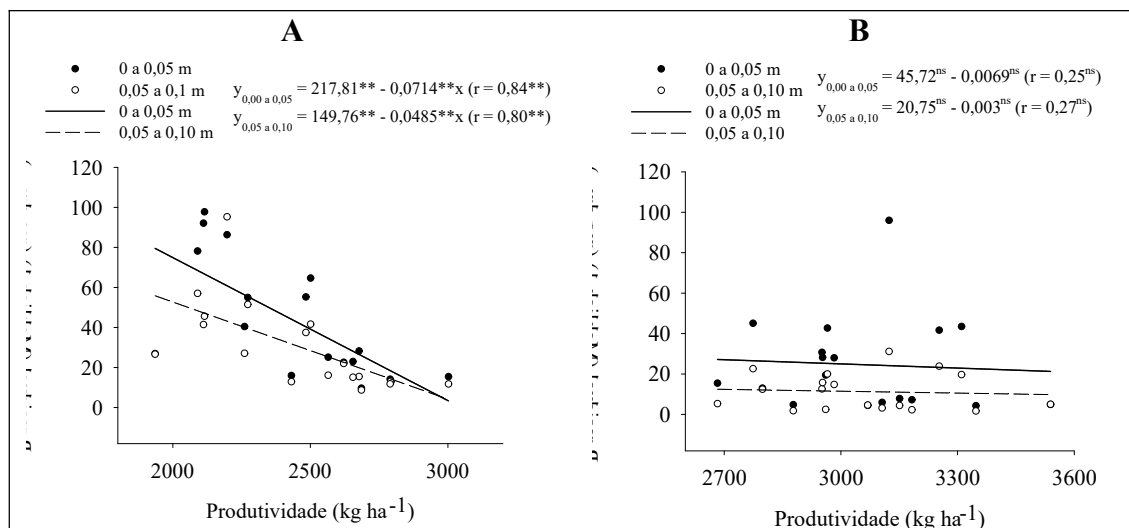 A
0 a 0,05 m
0,05 a 0,1 m
0 a 0,05 m
0,05 a 0,10 m
y0,00 a 0,05 = 217,81** - 0,0714**x (r = 0,84**)
y0,05 a 0,10 = 149,76** - 0,0485**x (r = 0,80**)
120
100
80
60
40
20
0
2000 2500 3000
Produtividade (kg ha-1)
B
0 a 0,05 m
0,05 a 0,10 m
0 a 0,05 m
0,05 a 0,10
y0,00 a 0,05 = 45,72ns - 0,0069ns (r = 0,25ns)
y0,05 a 0,10 = 20,75ns - 0,003ns (r = 0,27ns)
120
100
80
60
40
20
0
2700 3000 3300 3600
Produtividade (kg ha-1)